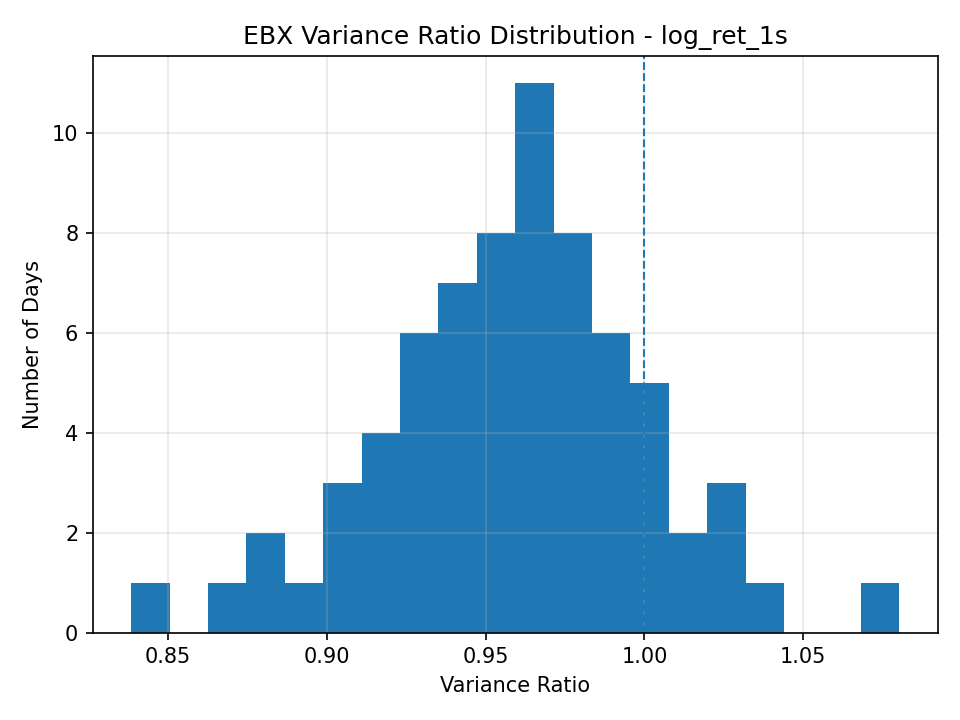 EBX Variance Ratio Distribution - log_ret_1s
Number of Days
10
8
6
4
2
0
0.85 0.90 0.95 1.00 1.05
Variance Ratio